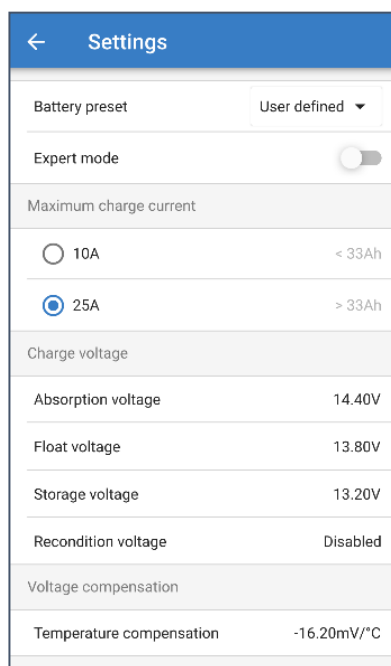 Settings
Battery preset User defined
Expert mode
Maximum charge current
10A < 33Ah
25A > 33Ah
Charge voltage
Absorption voltage 14.40V
Float voltage 13.80V
Storage voltage 13.20V
Recondition voltage Disabled
Voltage compensation
Temperature compensation -16.20mV/°C